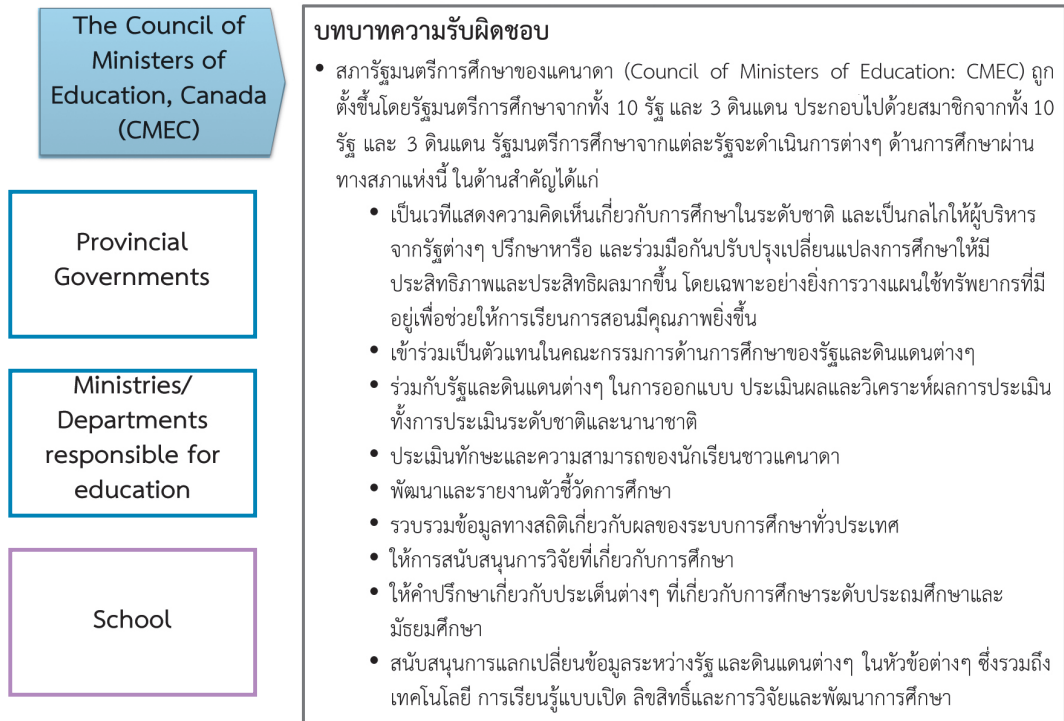 The Council of
Ministers of
Education, Canada
(CMEC)
Provincial
Governments
Ministries/
Departments
responsible for
education
School
บทบาทความรับผิดชอบ
• สภารัฐมนตรีการศึกษาของแคนาดา (Council of Ministers of Education: CMEC) ถูก
ตั้งขึ้นโดยรัฐมนตรีการศึกษาจากทั้ง 10 รัฐ และ 3 ดินแดน ประกอบไปด้วยสมาชิกจากทั้ง 10
รัฐ และ 3 ดินแดน รัฐมนตรีการศึกษาจากแต่ละรัฐจะดำเนินการต่างๆ ด้านการศึกษาผ่าน
ทางสภาแห่งนี้ ในด้านสำคัญได้แก่
• เป็นเวทีแสดงความคิดเห็นเกี่ยวกับการศึกษาในระดับชาติ และเป็นกลไกให้ผู้บริหาร
จากรัฐต่างๆ ปรึกษาหารือ และร่วมมือกันปรับปรุงเปลี่ยนแปลงการศึกษาให้มี
ประสิทธิภาพและประสิทธิผลมากขึ้น โดยเฉพาะอย่างยิ่งการวางแผนใช้ทรัพยากรที่มี
อยู่เพื่อช่วยให้การเรียนการสอนมีคุณภาพยิ่งขึ้น
• เข้าร่วมเป็นตัวแทนในคณะกรรมการด้านการศึกษาของรัฐและดินแดนต่างๆ
• ร่วมกับรัฐและดินแดนต่างๆ ในการออกแบบ ประเมินผลและวิเคราะห์ผลการประเมิน
ทั้งการประเมินระดับชาติและนานาชาติ
• ประเมินทักษะและความสามารถของนักเรียนชาวแคนาดา
• พัฒนาและรายงานตัวชี้วัดการศึกษา
• รวบรวมข้อมูลทางสถิติเกี่ยวกับผลของระบบการศึกษาทั่วประเทศ
• ให้การสนับสนุนการวิจัยที่เกี่ยวกับการศึกษา
• ให้คำปรึกษาเกี่ยวกับประเด็นต่างๆ ที่เกี่ยวกับการศึกษาระดับประถมศึกษาและ
มัธยมศึกษา
• สนับสนุนการแลกเปลี่ยนข้อมูลระหว่างรัฐ และดินแดนต่างๆ ในหัวข้อต่างๆ ซึ่งรวมถึง
เทคโนโลยี การเรียนรู้แบบเปิด ลิขสิทธิ์และการวิจัยและพัฒนาการศึกษา